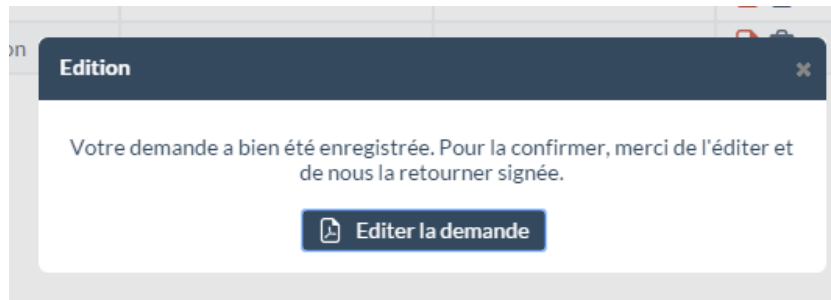 on
Edition
Votre demande a bien été enregistrée. Pour la confirmer, merci de l'éditer et
de nous la retourner signée.
Editer la demande